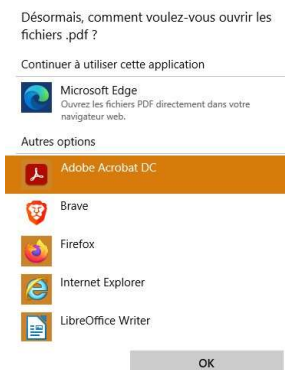 Désormais, comment voulez-vous ouvrir les
fichiers .pdf ?
Continuer à utiliser cette application
Microsoft Edge
Ouvrez les fichiers PDF directement dans votre
navigateur web.
Autres options
Adobe Acrobat DC
Brave
Firefox
Internet Explorer
LibreOffice Writer
OK